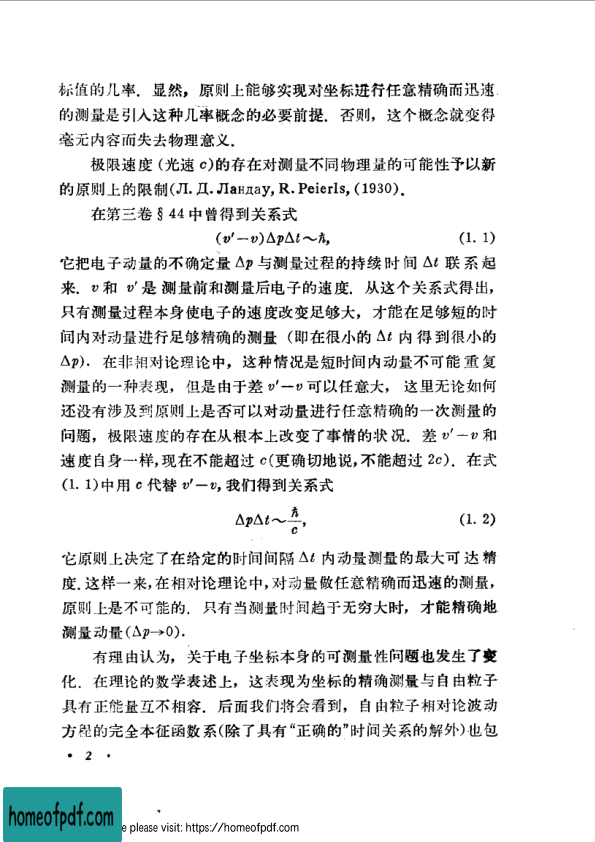 标值的几率. 显然, 原则上能够实现对坐标进行任意精确而迅速
的测量是引入这种几率概念的必要前提. 否则, 这个概念就变得
毫无内容而失去物理意义.
极限速度 (光速 c)的存在对测量不同物理量的可能性予以新
的原则上的限制(Л. Д. Ландау, R. Peierls, (1930).
在第三卷 § 44 中曾得到关系式
(v′－v)ΔpΔt～ℏ, (1. 1)
它把电子动量的不确定量 Δp 与测量过程的持续时间 Δt 联系起
来. v 和 v′ 是测量前和测量后电子的速度. 从这个关系式得出,
只有测量过程本身使电子的速度改变足够大, 才能在足够短的时
间内对动量进行足够精确的测量 (即在很小的 Δt 内得到很小的
Δp). 在非相对论理论中, 这种情况是短时间内动量不可能重复
测量的一种表现, 但是由于差 v′－v 可以任意大, 这里无论如何
还没有涉及到原则上是否可以对动量进行任意精确的一次测量的
问题, 极限速度的存在从根本上改变了事情的状况. 差 v′－v 和
速度自身一样, 现在不能超过 c(更确切地说, 不能超过 2c). 在式
(1. 1)中用 c 代替 v′－v, 我们得到关系式
ΔpΔt～ℏ/c, (1. 2)
它原则上决定了在给定的时间间隔 Δt 内动量测量的最大可达精
度. 这样一来, 在相对论理论中, 对动量做任意精确而迅速的测量,
原则上是不可能的. 只有当测量时间趋于无穷大时, 才能精确地
测量动量(Δp→0).
有理由认为, 关于电子坐标本身的可测量性问题也发生了变
化. 在理论的数学表述上, 这表现为坐标的精确测量与自由粒子
具有正能量互不相容. 后面我们将会看到, 自由粒子相对论波动
方程的完全本征函数系(除了具有“正确的”时间关系的解外)也包
• 2 •
homeofpdf.com
e please visit: https://homeofpdf.com